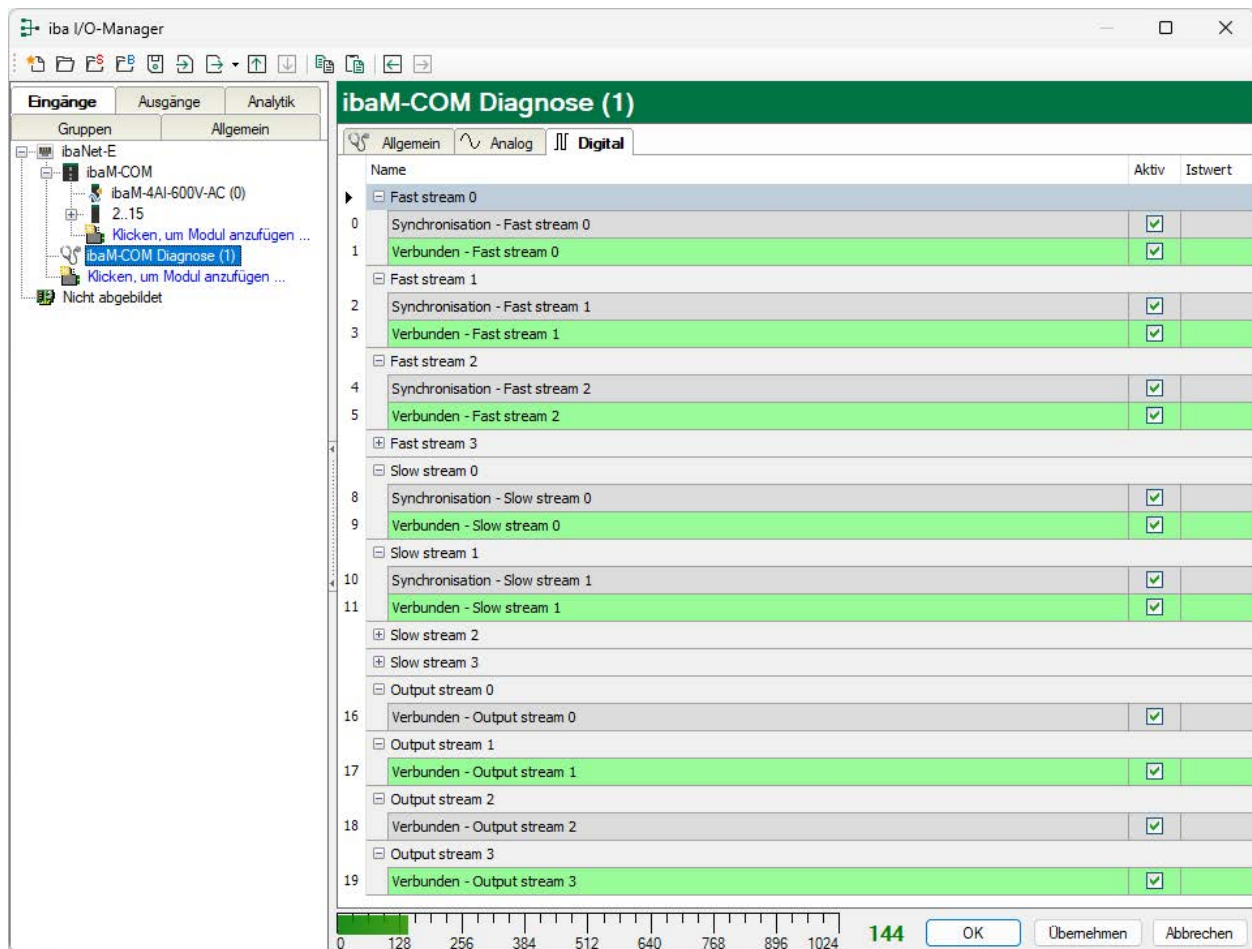 iba I/O-Manager
Eingänge Ausgänge Analytik
Gruppen Allgemein
ibaNet-E
ibaM-COM
ibaM-4AI-600V-AC (0)
2..15
Klicken, um Modul anzufügen ...
ibaM-COM Diagnose (1)
Klicken, um Modul anzufügen ...
Nicht abgebildet
ibaM-COM Diagnose (1)
Allgemein Analog Digital
Name Aktiv Istwert
Fast stream 0
0 Synchronisation - Fast stream 0
1 Verbunden - Fast stream 0
Fast stream 1
2 Synchronisation - Fast stream 1
3 Verbunden - Fast stream 1
Fast stream 2
4 Synchronisation - Fast stream 2
5 Verbunden - Fast stream 2
Fast stream 3
Slow stream 0
8 Synchronisation - Slow stream 0
9 Verbunden - Slow stream 0
Slow stream 1
10 Synchronisation - Slow stream 1
11 Verbunden - Slow stream 1
Slow stream 2
Slow stream 3
Output stream 0
16 Verbunden - Output stream 0
Output stream 1
17 Verbunden - Output stream 1
Output stream 2
18 Verbunden - Output stream 2
Output stream 3
19 Verbunden - Output stream 3
0 128 256 384 512 640 768 896 1024
144 OK Übernehmen Abbrechen